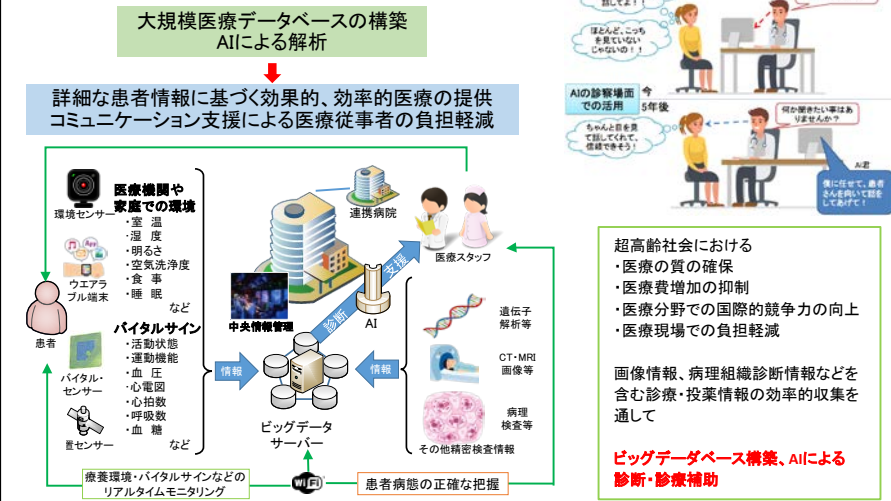 大規模医療データベースの構築
AIによる解析
詳細な患者情報に基づく効果的、効率的医療の提供
コミュニケーション支援による医療従事者の負担軽減
環境センサー
ウエアラ
ブル端末
患者
バイタル・
センサー
置センサー
医療機関や
家庭での環境
・室 温
・湿 度
・明るさ
・空気洗浄度
・食 事
・睡 眠
など
バイタルサイン
・活動状態
・運動機能
・血 圧
・心電図
・心拍数
・呼吸数
・血 糖
など
情報
中央情報管理
連携病院
医療スタッフ
診断
支援
AI
ビッグデータ
サーバー
情報
遺伝子
解析等
CT・MRI
画像等
病理
検査等
その他精密検査情報
療養環境・バイタルサインなどの
リアルタイムモニタリング
WiFi
患者病態の正確な把握
話してよ！！
ほとんど、こっち
を見ていない
じゃないの！！
AIの診察場面
での活用
今
5年後
ちゃんと目を見
て話してくれて、
信頼できそう！
何か聞きたい事はあ
りませんか？
AI君
僕に任せて、患者
さんを向いて話を
してあげて！
超高齢社会における
・医療の質の確保
・医療費増加の抑制
・医療分野での国際的競争力の向上
・医療現場での負担軽減
画像情報、病理組織診断情報などを
含む診療・投薬情報の効率的収集を
通して
ビッグデーダベース構築、AIによる
診断・診療補助